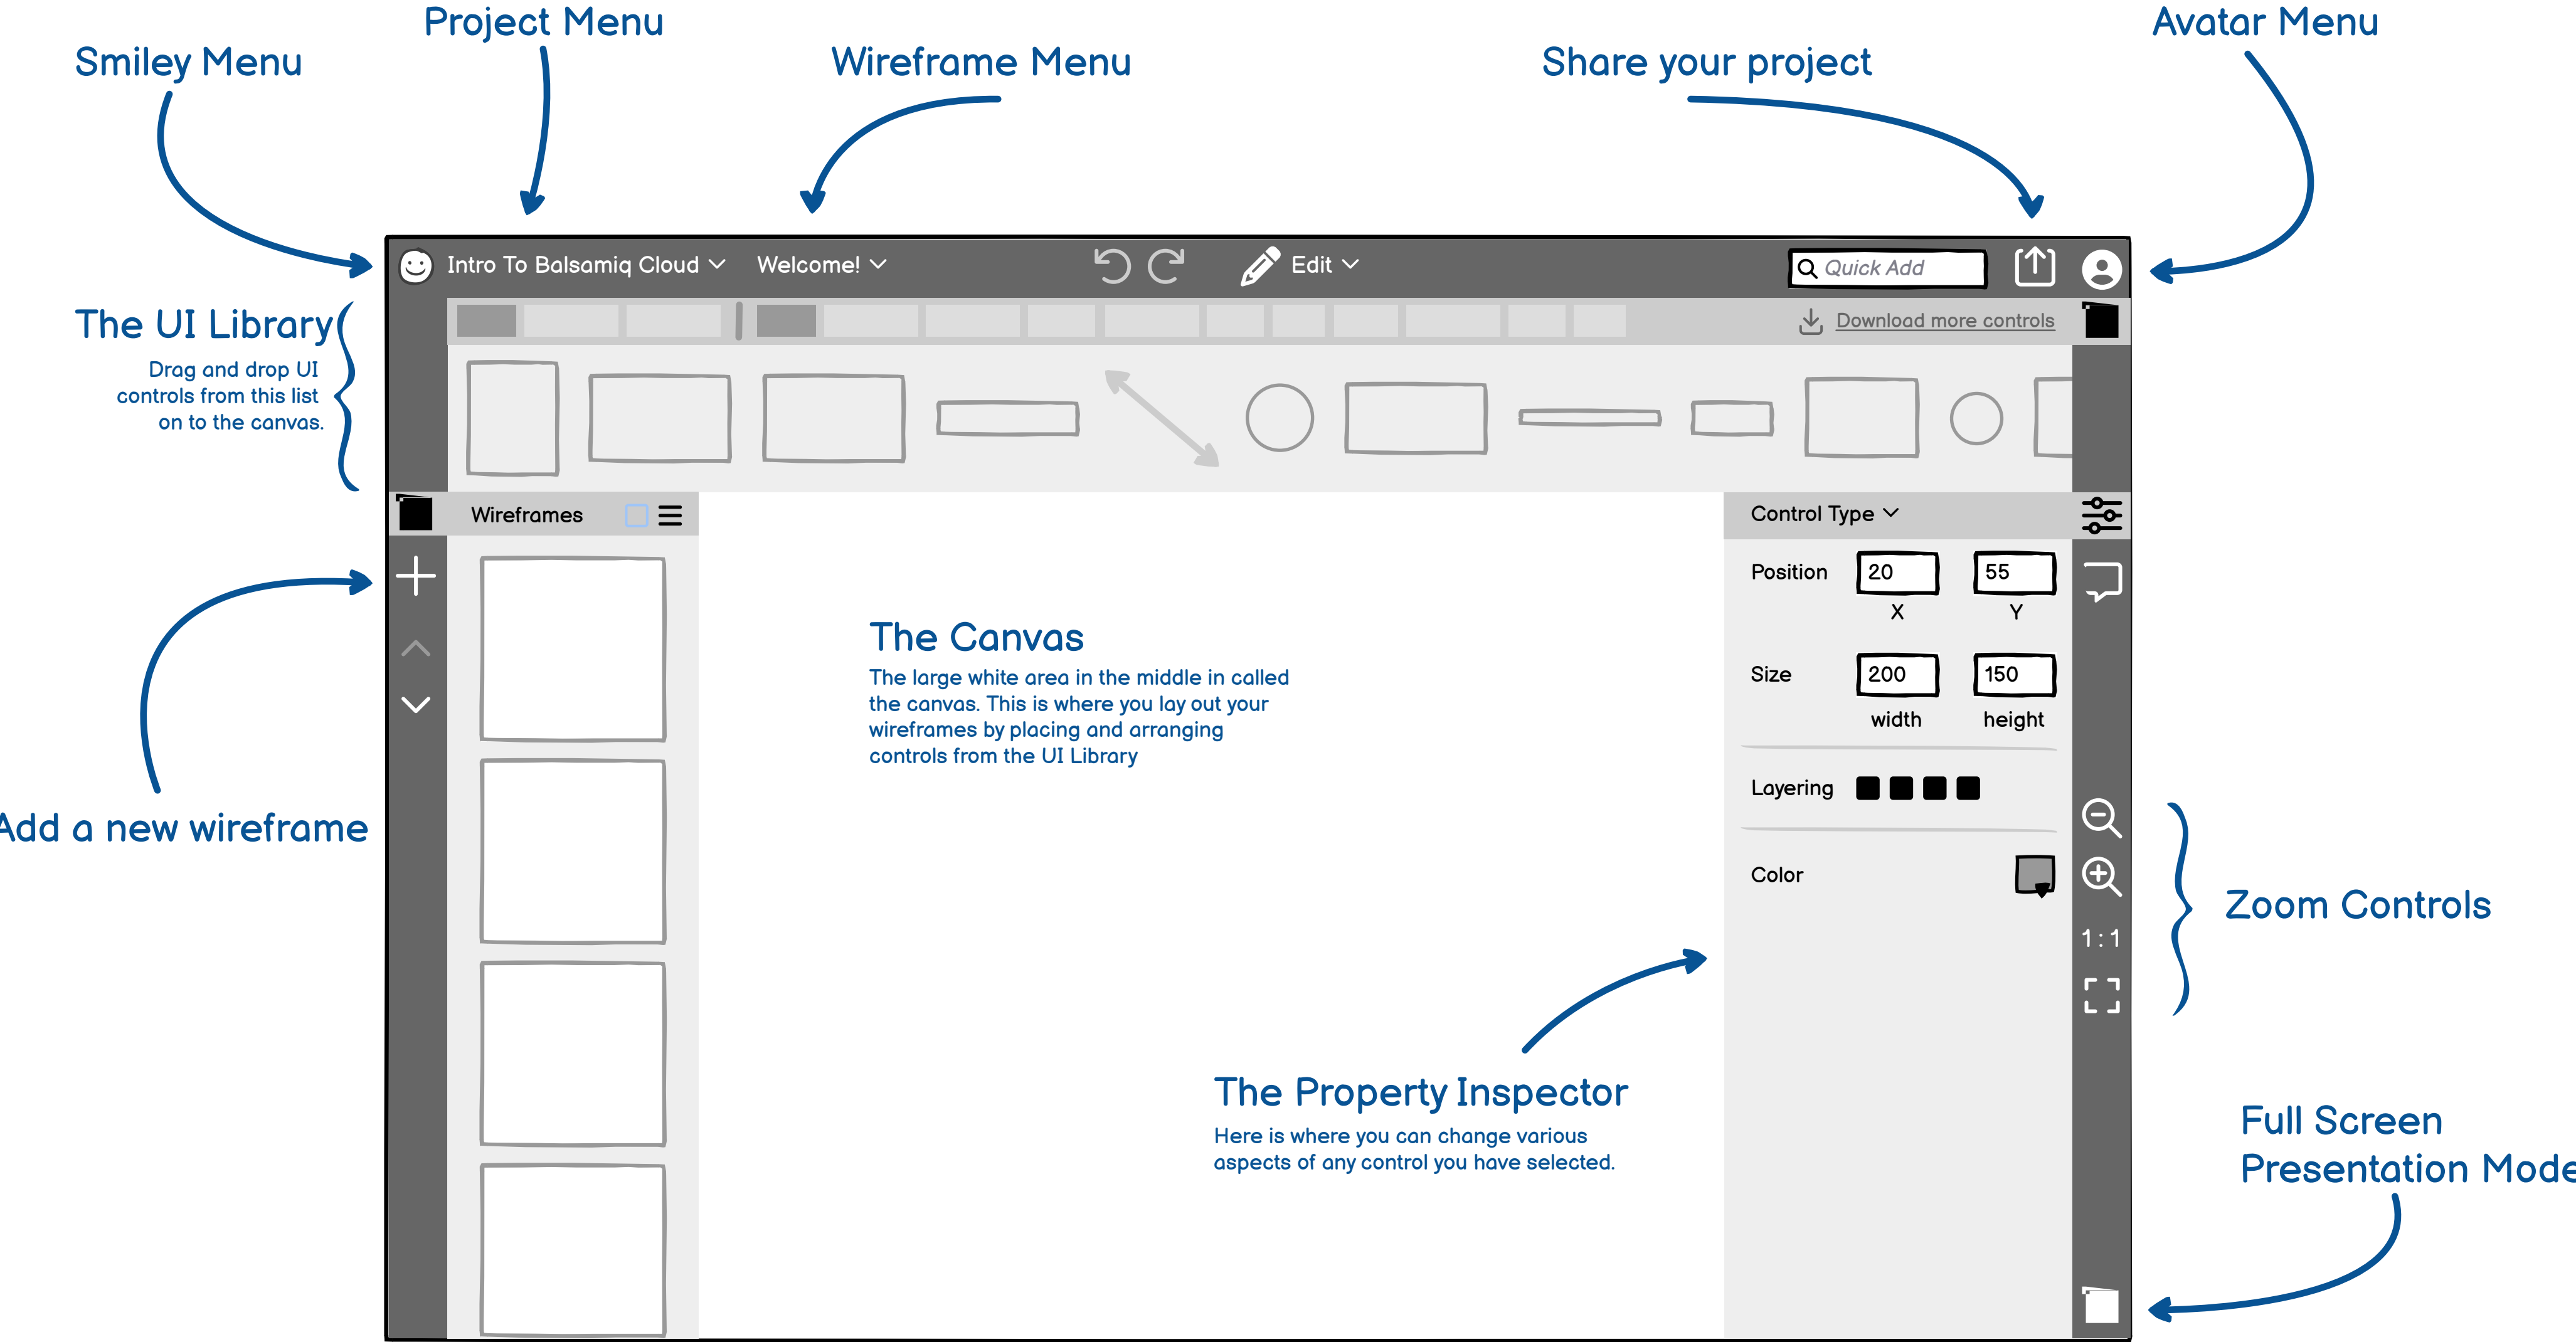 Project Menu
Avatar Menu
Smiley Menu
Wireframe Menu
Share your project
Intro To Balsamiq Cloud
Welcome!
Edit
Quick Add
The UI Library
Drag and drop UI
controls from this list
on to the canvas.
Download more controls
Wireframes
Control Type
Position
20
55
X
Y
Size
200
150
width
height
Layering
Color
The Canvas
The large white area in the middle in called
the canvas. This is where you lay out your
wireframes by placing and arranging
controls from the UI Library
Add a new wireframe
1:1
Zoom Controls
The Property Inspector
Here is where you can change various
aspects of any control you have selected.
Full Screen
Presentation Mode